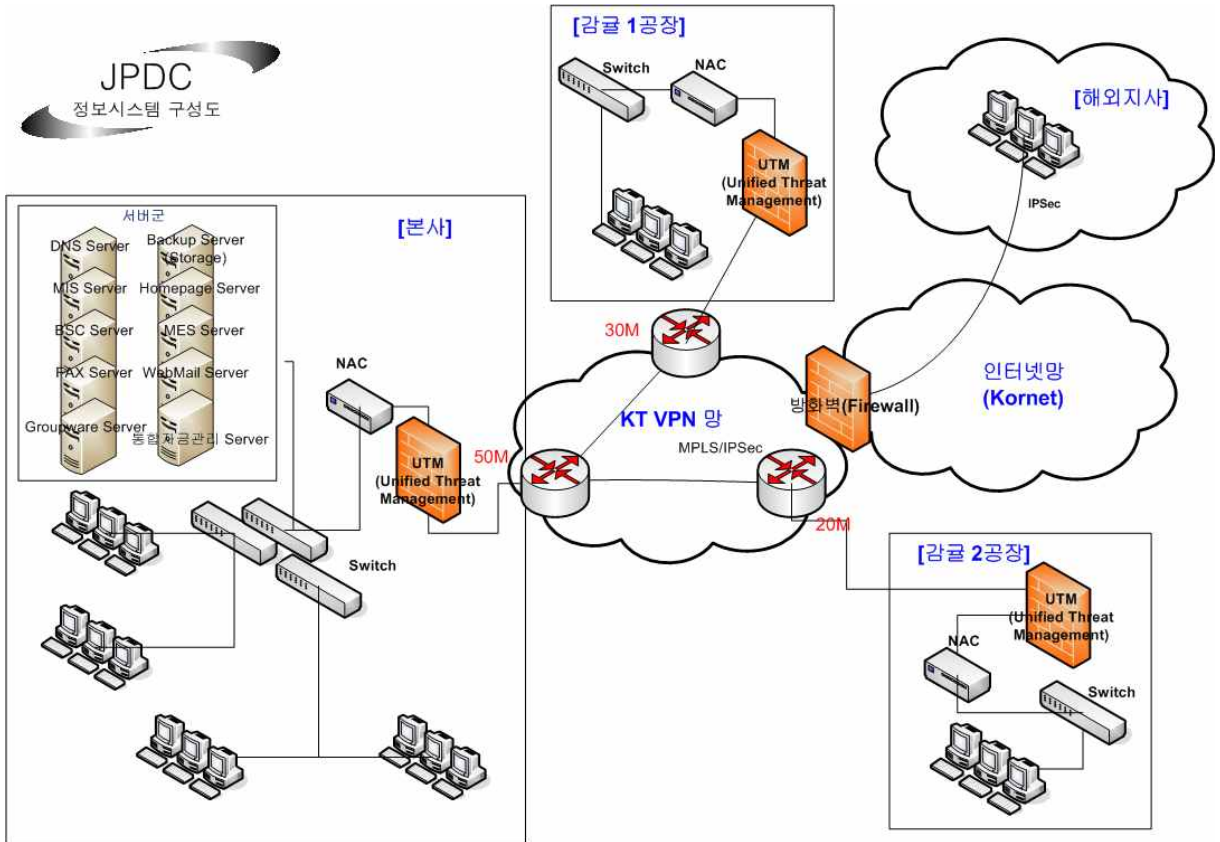 JPDC
정보시스템 구성도
[감귤 1공장]
Switch
NAC
UTM
(Unified Threat
Management)
[해외지사]
IPSec
[본사]
서버군
DNS Server
Backup Server
(Storage)
MIS Server
Homepage Server
BSC Server
MES Server
FAX Server
WebMail Server
Groupware Server
통합자금관리 Server
NAC
UTM
(Unified Threat
Management)
Switch
30M
50M
KT VPN 망
MPLS/IPSec
20M
방화벽(Firewall)
인터넷망
(Kornet)
[감귤 2공장]
UTM
(Unified Threat
Management)
NAC
Switch